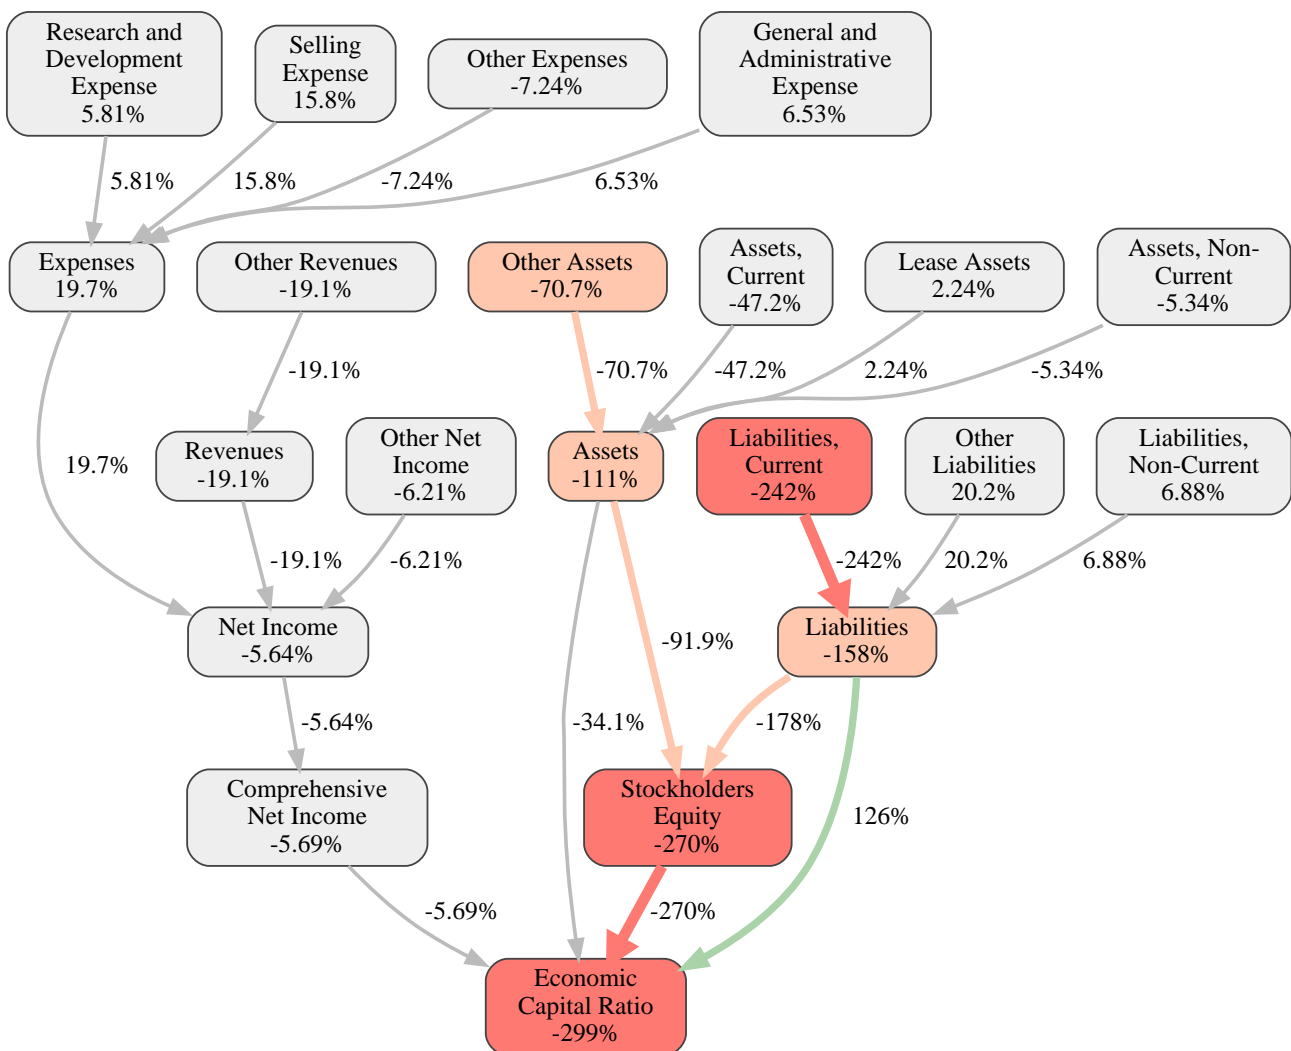 Research and
Development
Expense
5.81%
Selling
Expense
15.8%
Other Expenses
-7.24%
General and
Administrative
Expense
6.53%
5.81%
15.8%
-7.24%
6.53%
Expenses
19.7%
Other Revenues
-19.1%
Other Assets
-70.7%
Assets,
Current
-47.2%
Lease Assets
2.24%
Assets, Non-
Current
-5.34%
-19.1%
-70.7%
-47.2%
2.24%
-5.34%
19.7%
Revenues
-19.1%
Other Net
Income
-6.21%
Assets
-111%
Liabilities,
Current
-242%
Other
Liabilities
20.2%
Liabilities,
Non-Current
6.88%
-19.1%
-6.21%
-242%
20.2%
6.88%
Net Income
-5.64%
-91.9%
Liabilities
-158%
-5.64%
-34.1%
-178%
Comprehensive
Net Income
-5.69%
Stockholders
Equity
-270%
126%
-5.69%
-270%
Economic
Capital Ratio
-299%